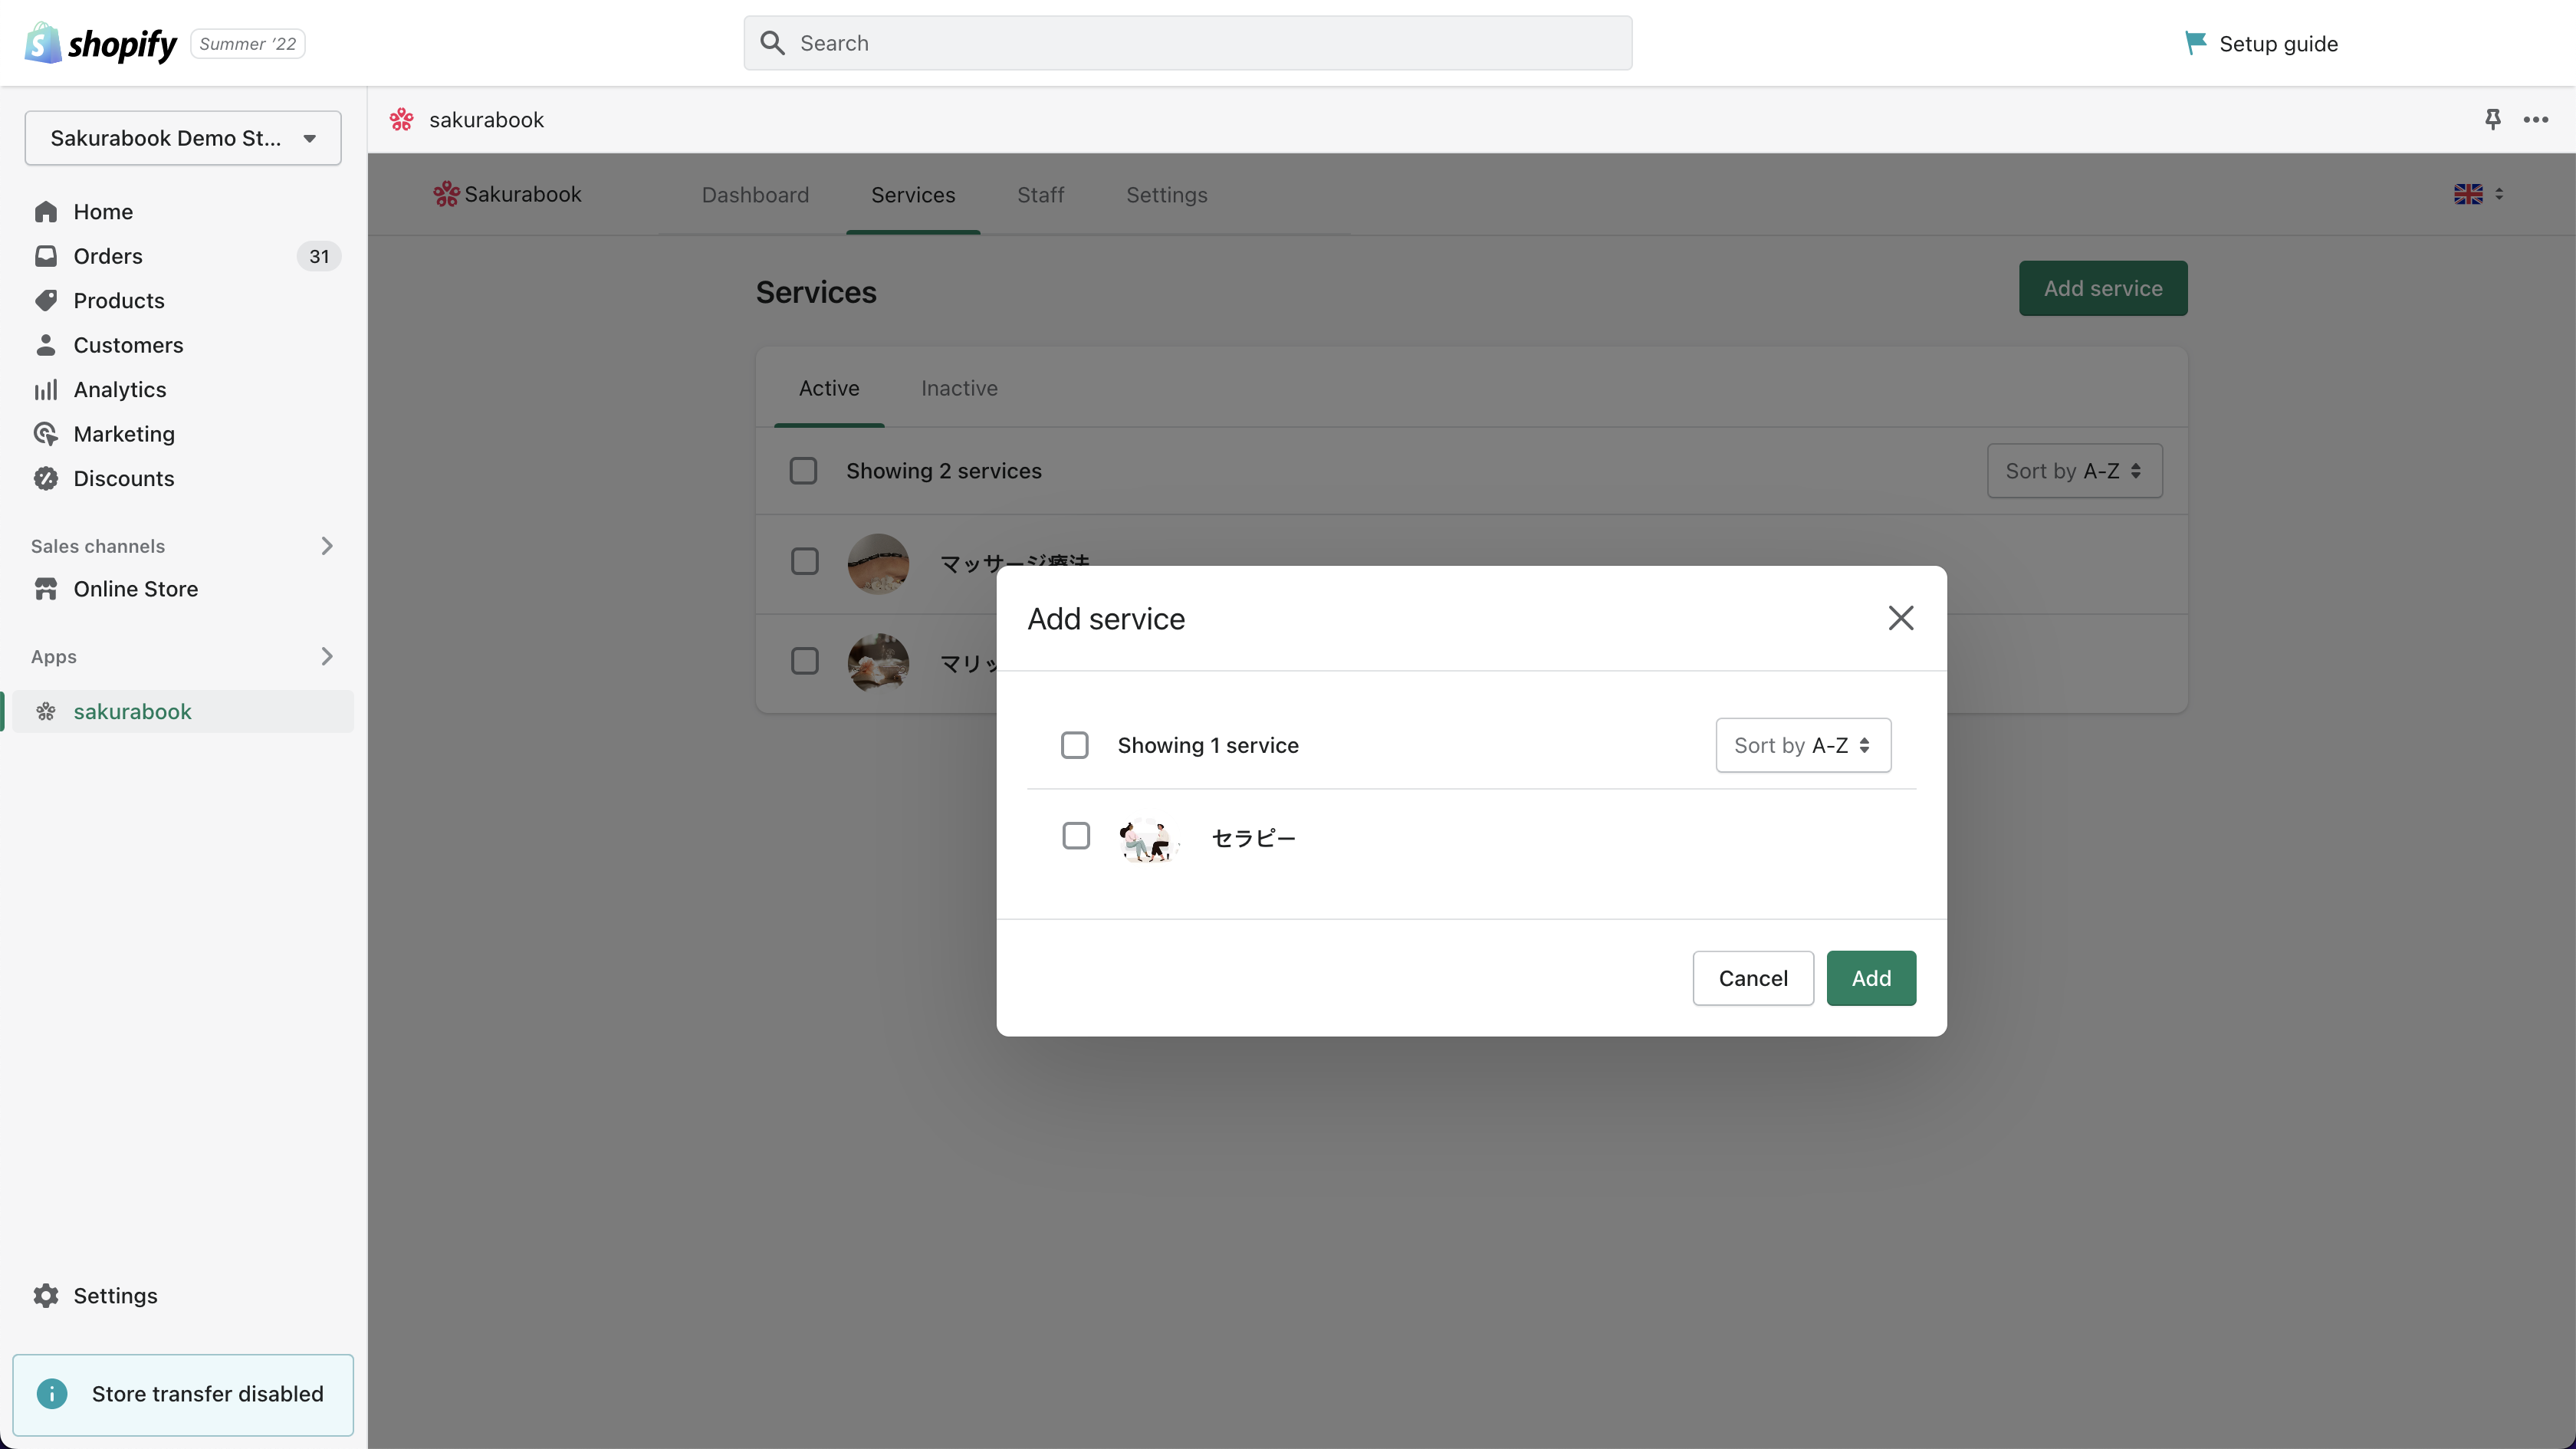 shopify Summer '22
Search
Setup guide
Sakurabook Demo St...
sakurabook
Home
Orders 31
Products
Customers
Analytics
Marketing
Discounts
Sales channels
Online Store
Apps
sakurabook
Settings
Store transfer disabled
Sakurabook Dashboard Services Staff Settings
Services Add service
Active Inactive
Showing 2 services Sort by A-Z
マッサージ療法
マリッ
Add service
Showing 1 service Sort by A-Z
セラピー
Cancel Add